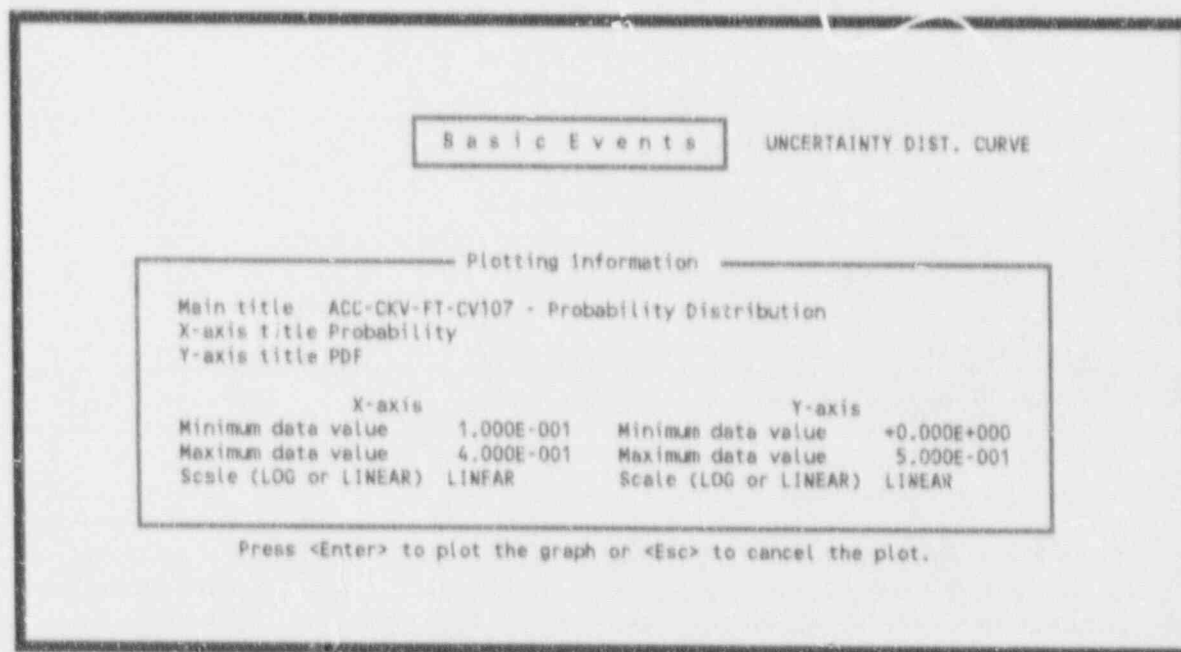 Basic Events UNCERTAINTY DIST. CURVE
Plotting Information
Main title ACC-CKV-FT-CV107 - Probability Distribution
X-axis title Probability
Y-axis title PDF
X-axis Y-axis
Minimum data value 1.000E-001 Minimum data value +0.000E+000
Maximum data value 4.000E-001 Maximum data value 5.000E-001
Scale (LOG or LINEAR) LINEAR Scale (LOG or LINEAR) LINEAR
Press <Enter> to plot the graph or <Esc> to cancel the plot.